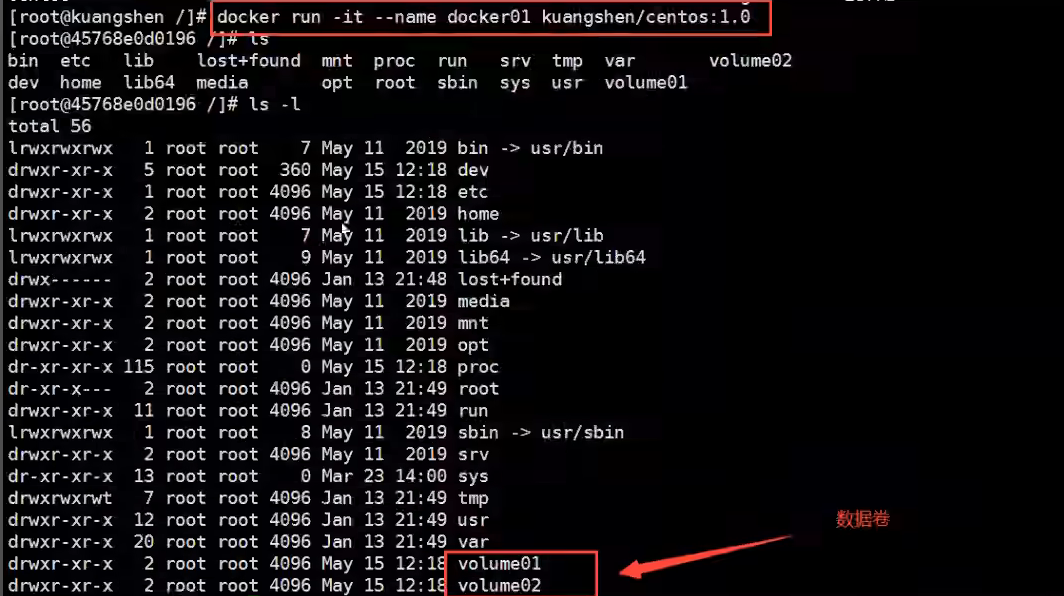 [root@kuangshen /]# docker run -it --name docker01 kuangshen/centos:1.0
[root@45768e0d0196 /]# ls
bin  etc   lib    lost+found  mnt  proc  run   srv  tmp  var      volume02
dev  home  lib64  media       opt  root  sbin  sys  usr  volume01
[root@45768e0d0196 /]# ls -l
total 56
lrwxrwxrwx   1 root root    7 May 11  2019 bin -> usr/bin
drwxr-xr-x   5 root root  360 May 15 12:18 dev
drwxr-xr-x   1 root root 4096 May 15 12:18 etc
drwxr-xr-x   2 root root 4096 May 11  2019 home
lrwxrwxrwx   1 root root    7 May 11  2019 lib -> usr/lib
lrwxrwxrwx   1 root root    9 May 11  2019 lib64 -> usr/lib64
drwx------   2 root root 4096 Jan 13 21:48 lost+found
drwxr-xr-x   2 root root 4096 May 11  2019 media
drwxr-xr-x   2 root root 4096 May 11  2019 mnt
drwxr-xr-x   2 root root 4096 May 11  2019 opt
dr-xr-xr-x 115 root root    0 May 15 12:18 proc
dr-xr-x---   2 root root 4096 Jan 13 21:49 root
drwxr-xr-x  11 root root 4096 Jan 13 21:49 run
lrwxrwxrwx   1 root root    8 May 11  2019 sbin -> usr/sbin
drwxr-xr-x   2 root root 4096 May 11  2019 srv
dr-xr-xr-x  13 root root    0 Mar 23 14:00 sys
drwxrwxrwt   7 root root 4096 Jan 13 21:49 tmp
drwxr-xr-x  12 root root 4096 Jan 13 21:49 usr
drwxr-xr-x  20 root root 4096 Jan 13 21:49 var
数据卷
drwxr-xr-x   2 root root 4096 May 15 12:18 volume01
drwxr-xr-x   2 root root 4096 May 15 12:18 volume02